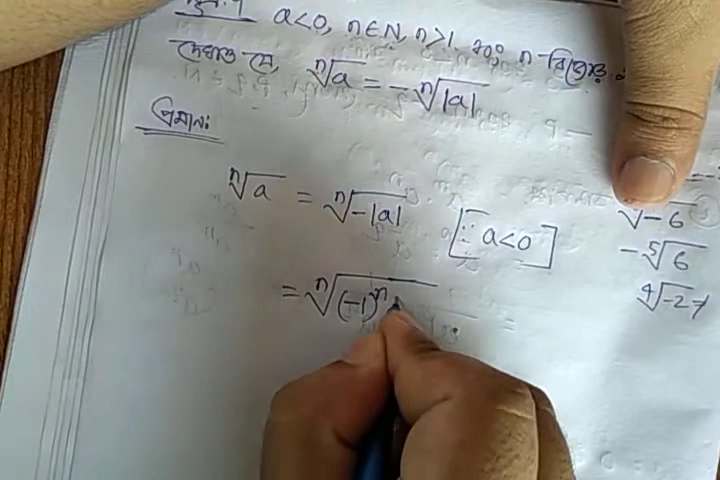 a<0, n∈N, n>1 এবং n বিজোড়
দেখাও যে, ⁿ√a = -ⁿ√|a|
প্রমাণঃ
ⁿ√a = ⁿ√-|a| [∵ a<0]
= ⁿ√(-1)ⁿ
√-6
-⁵√6
⁴√-27